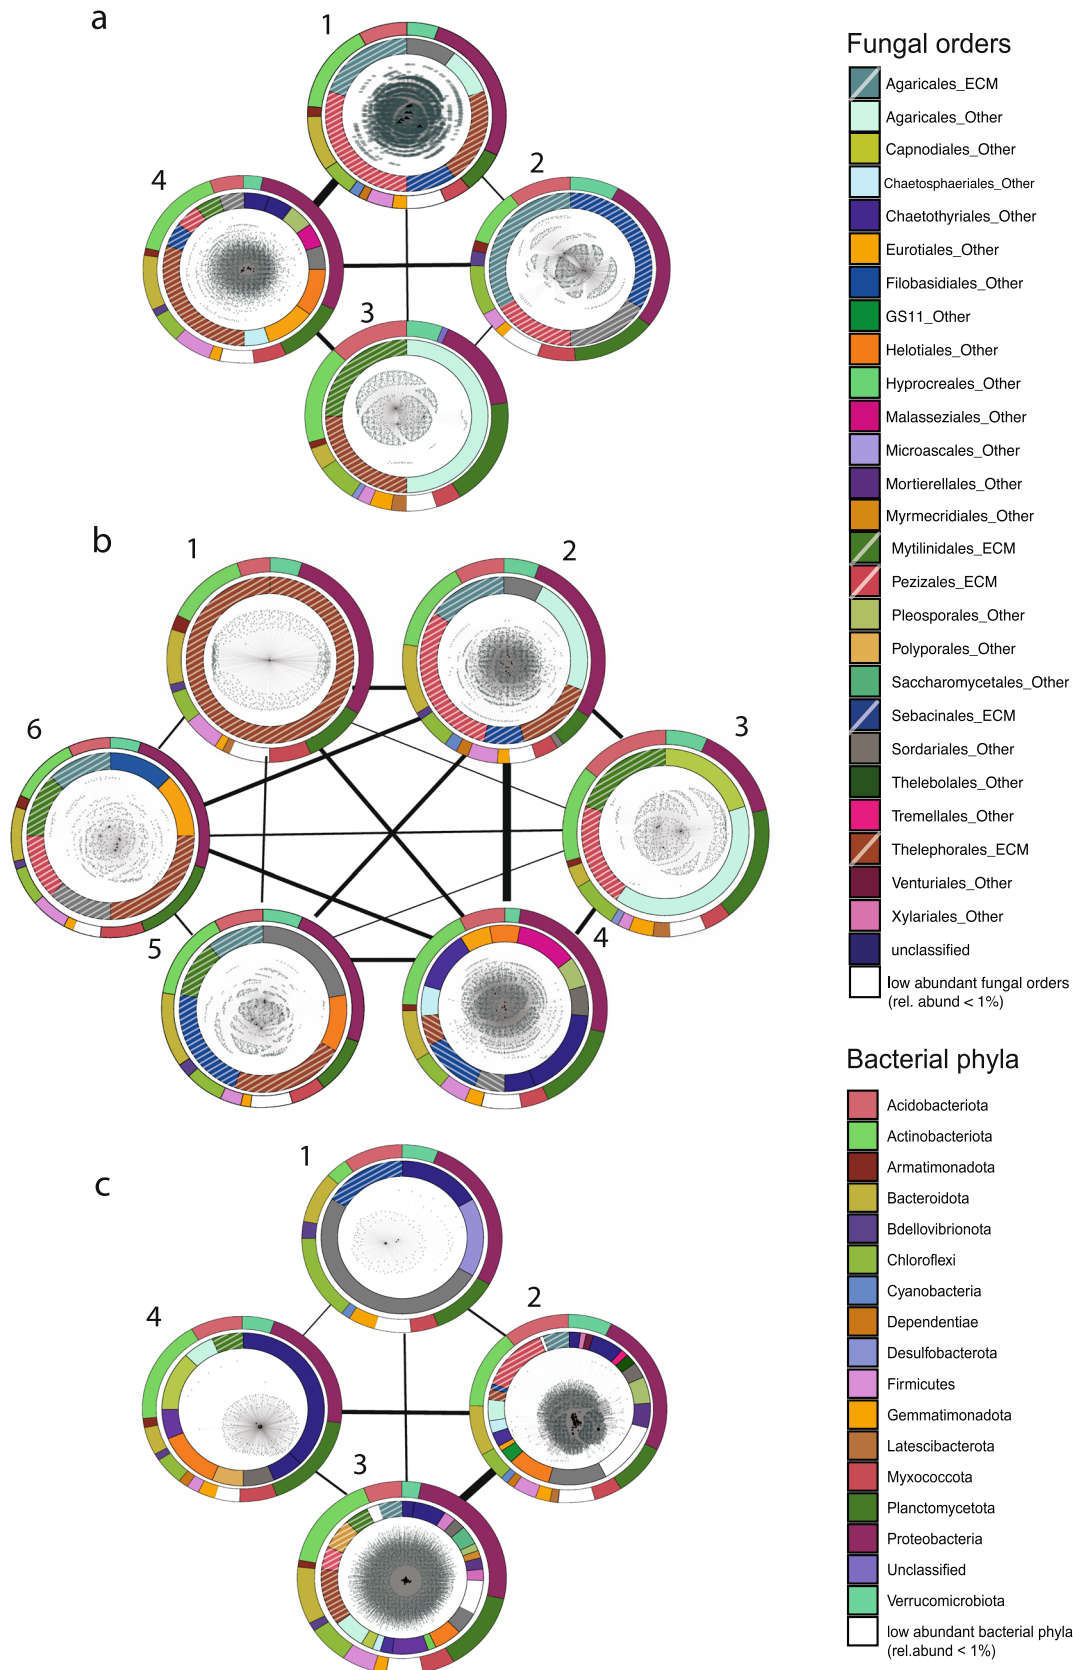 a
1
2
3
4
b
1
2
3
4
5
6
c
1
2
3
4
Fungal orders
Agaricales_ECM
Agaricales_Other
Capnodiales_Other
Chaetosphaeriales_Other
Chaetothyriales_Other
Eurotiales_Other
Filobasidiales_Other
GS11_Other
Helotiales_Other
Hyprocreales_Other
Malasseziales_Other
Microascales_Other
Mortierellales_Other
Myrmecridiales_Other
Mytilinidales_ECM
Pezizales_ECM
Pleosporales_Other
Polyporales_Other
Saccharomycetales_Other
Sebacinales_ECM
Sordariales_Other
Thelebolales_Other
Tremellales_Other
Thelephorales_ECM
Venturiales_Other
Xylariales_Other
unclassified
low abundant fungal orders
(rel. abund < 1%)
Bacterial phyla
Acidobacteriota
Actinobacteriota
Armatimonadota
Bacteroidota
Bdellovibrionota
Chloroflexi
Cyanobacteria
Dependentiae
Desulfobacterota
Firmicutes
Gemmatimonadota
Latescibacterota
Myxococcota
Planctomycetota
Proteobacteria
Unclassified
Verrucomicrobiota
low abundant bacterial phyla
(rel.abund < 1%)